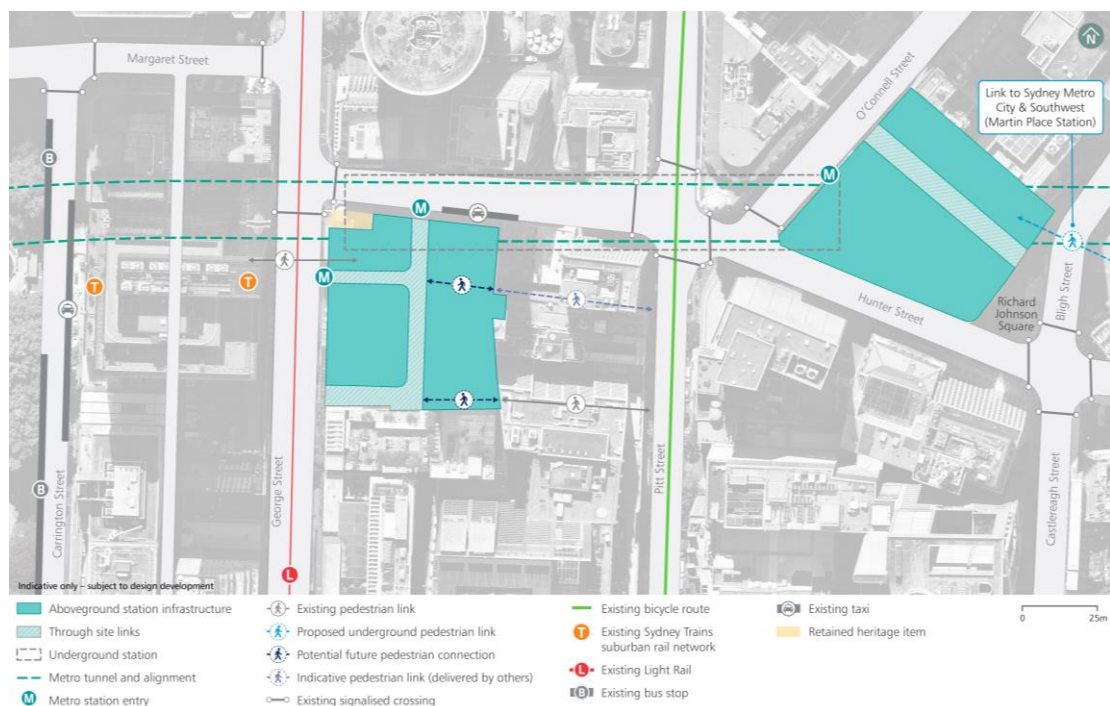 Margaret Street
O'Connell Street
N
Link to Sydney Metro
City & Southwest
(Martin Place Station)
B
M
M
T
T
M
Hunter Street
Richard
Johnson
Square
Bligh Street
B
Carrington Street
George Street
Pitt Street
Castlereagh Street
L
Indicative only – subject to design development
Aboveground station infrastructure
Through site links
Underground station
Metro tunnel and alignment
M Metro station entry
Existing pedestrian link
Proposed underground pedestrian link
Potential future pedestrian connection
Indicative pedestrian link (delivered by others)
Existing signalised crossing
Existing bicycle route
T Existing Sydney Trains
suburban rail network
L Existing Light Rail
B Existing bus stop
Existing taxi
Retained heritage item
0 25m